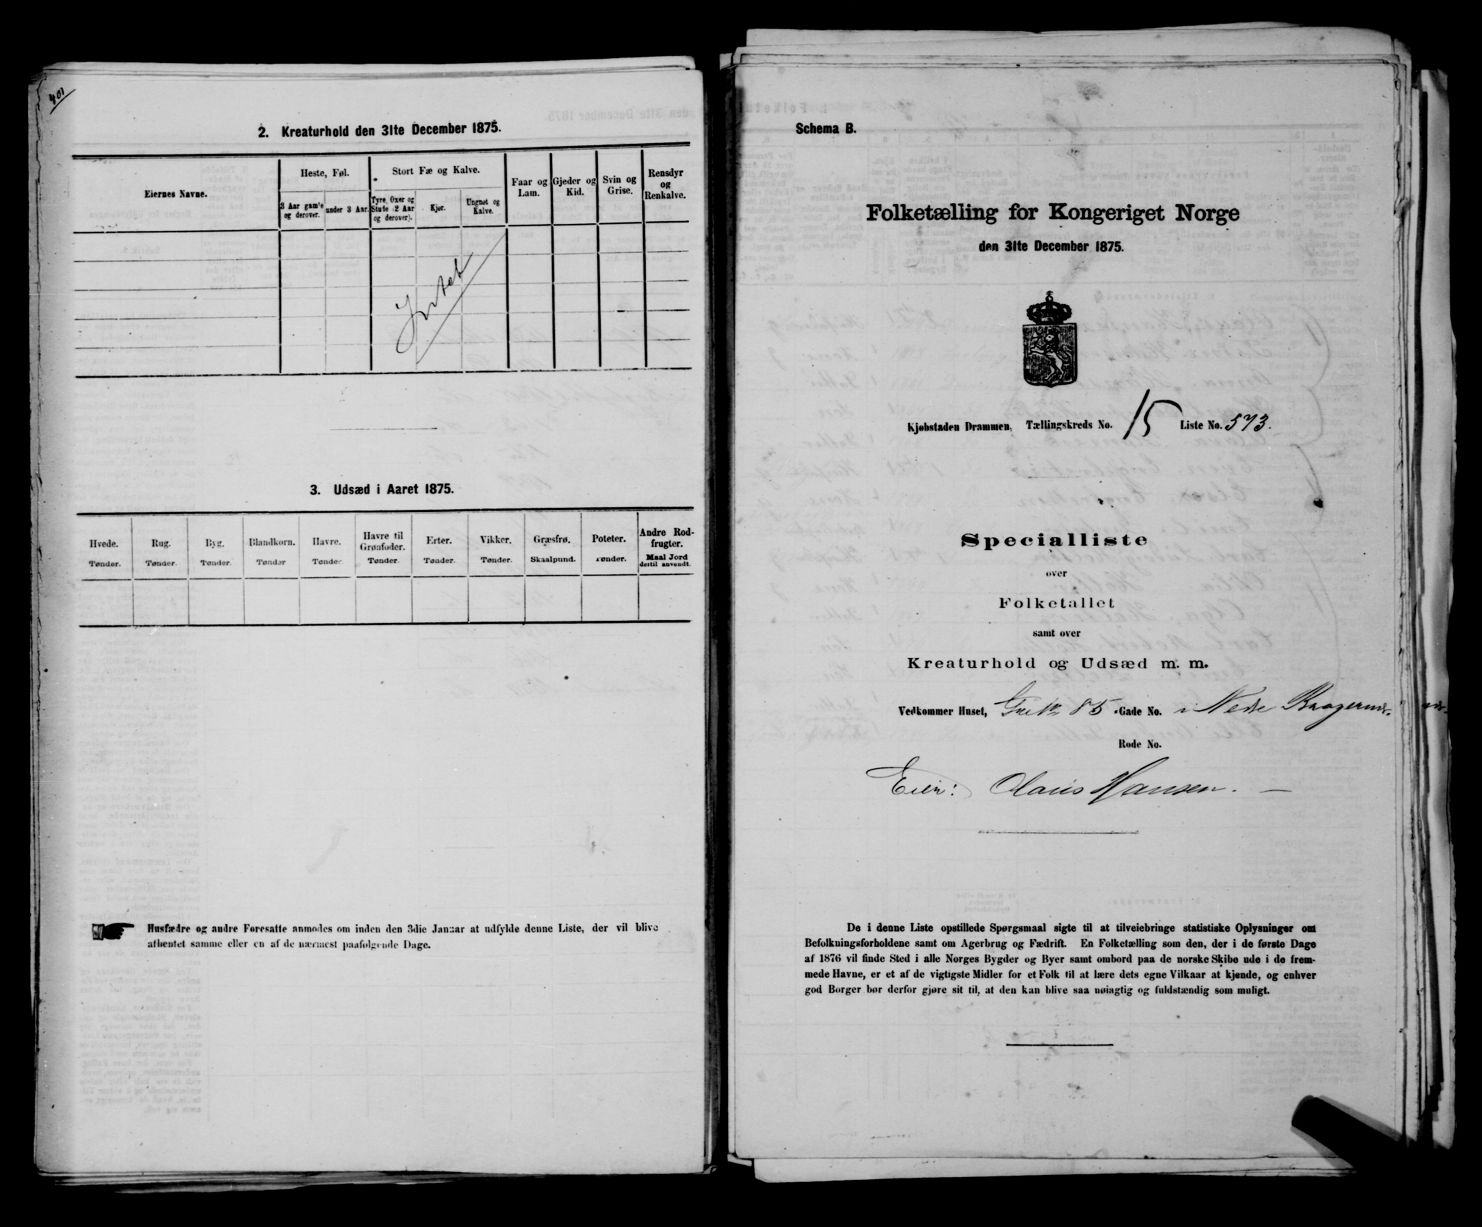 401
2. Kreaturhold den 31te December 1875.
Eiernes Navne.
Heste, Føl.
Stort Fæ og Kalve.
Faar og Lam.
Gjeder og Kid.
Svin og Grise.
Rensdyr og Renkalve.
3 Aar gamle og derover.
under 3 Aar.
Tyre, Oxer og Stute (2 Aar og derover).
Kjør.
Ungnøt og Kalve.
Intet
3. Udsæd i Aaret 1875.
Hvede. Tønder.
Rug. Tønder.
Byg. Tønder.
Blandkorn. Tønder
Havre. Tønder.
Havre til Grønfoder. Tønder.
Erter. Tønder.
Vikker. Tønder.
Græsfrø. Skaalpund.
Poteter. Tønder.
Andre Rodfrugter. Maal Jord dertil anvendt.
Husfædre og andre Foresatte anmodes om inden den 3die Januar at udfylde denne Liste, der vil blive
afhentet samme eller en af de nærmest paafølgende Dage.
Schema B.
Folketælling for Kongeriget Norge
den 31te December 1875.
Kjøbstaden Drammen. Tællingskreds No. 15 Liste No. 573.
Specialliste
over
Folketallet
samt over
Kreaturhold og Udsæd m. m.
Vedkommer Huset, 85 Gade No. i Nedre
Rode No.
Eier: Olaus Hansen.
De i denne Liste opstillede Spørgsmaal sigte til at tilveiebringe statistiske Oplysninger om
Befolkningsforholdene samt om Agerbrug og Fædrift. En Folketælling som den, der i de første Dage
af 1876 vil finde Sted i alle Norges Bygder og Byer samt ombord paa de norske Skibe ude i de frem-
mede Havne, er et af de vigtigste Midler for et Folk til at lære dets egne Vilkaar at kjende, og enhver
god Borger bør derfor gjøre sit til, at den kan blive saa nøiagtig og fuldstændig som muligt.